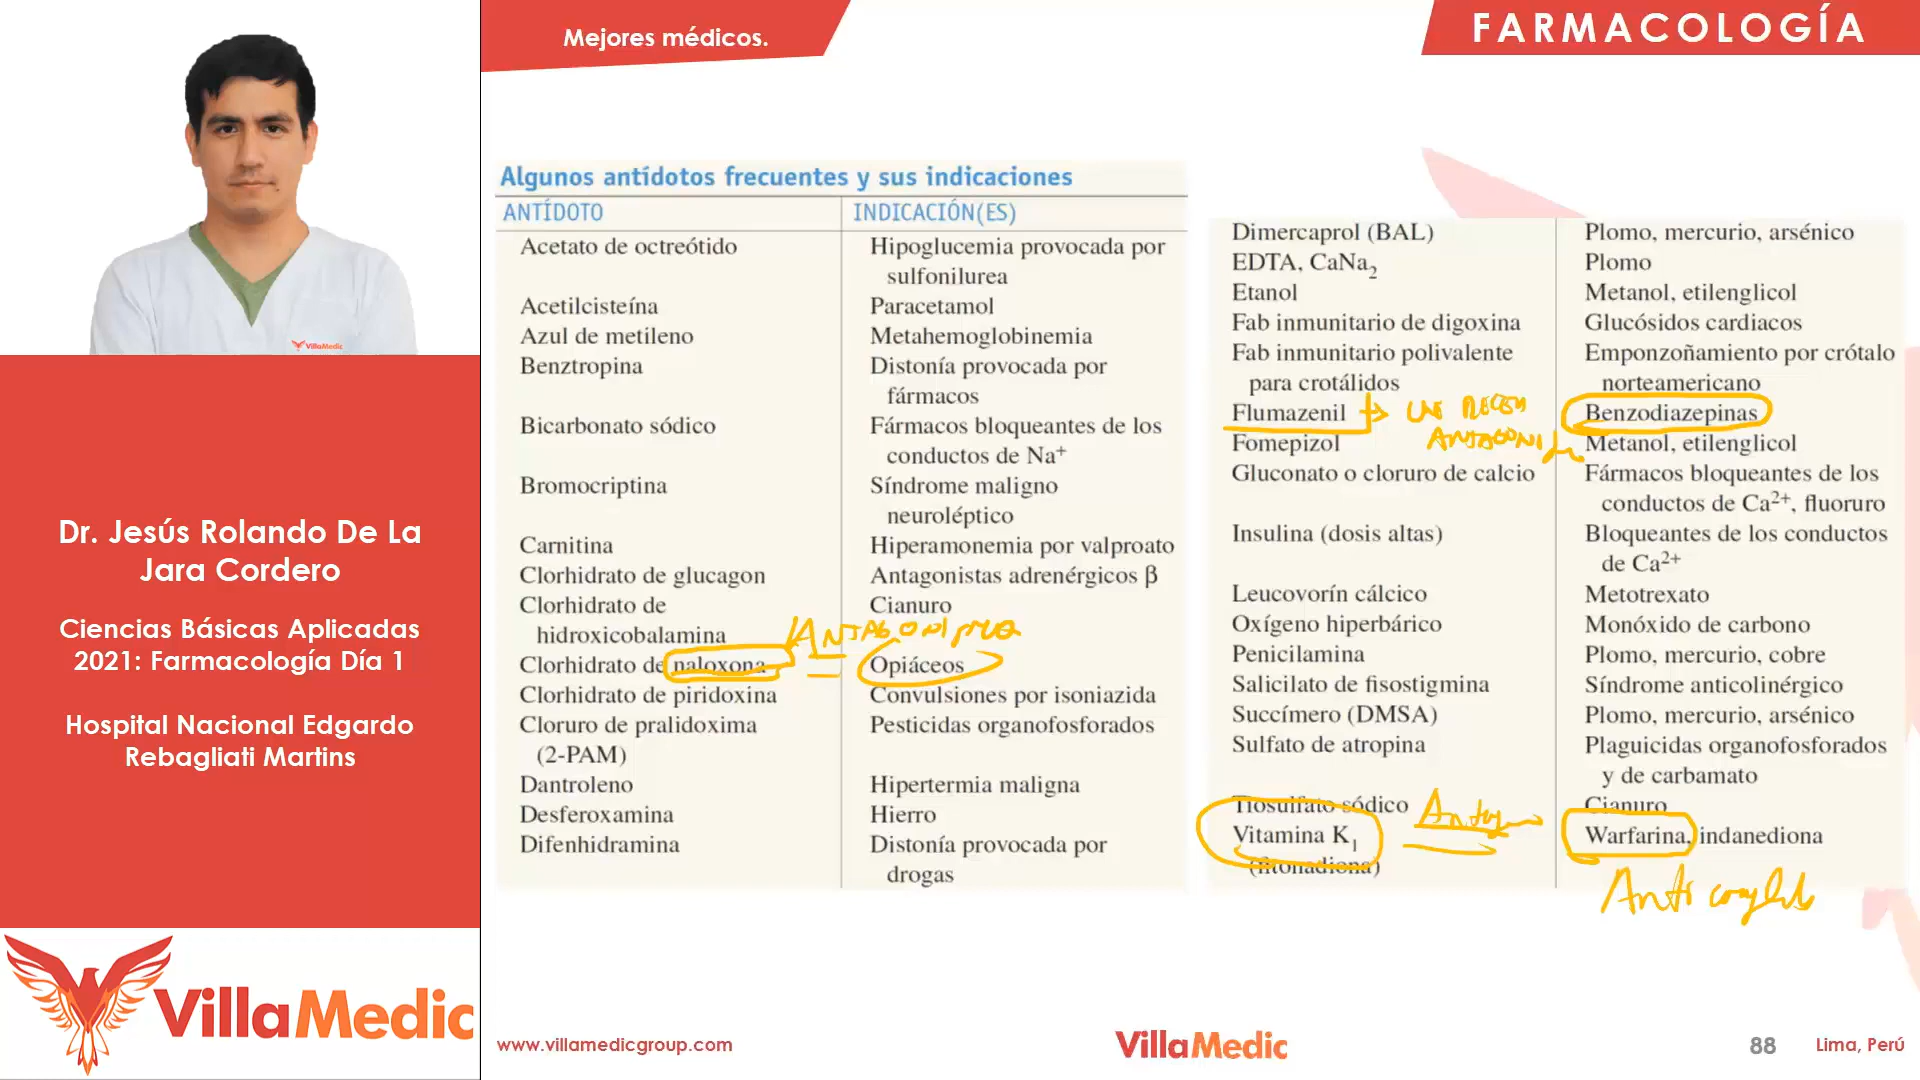 Mejores médicos.
FARMACOLOGÍA
VillaMedic
Dr. Jesús Rolando De La
Jara Cordero
Ciencias Básicas Aplicadas
2021: Farmacología Día 1
Hospital Nacional Edgardo
Rebagliati Martins
VillaMedic
Algunos antídotos frecuentes y sus indicaciones
ANTÍDOTO INDICACIÓN(ES)
Acetato de octreótido Hipoglucemia provocada por
sulfonilurea
Acetilcisteína Paracetamol
Azul de metileno Metahemoglobinemia
Benztropina Distonía provocada por
fármacos
Bicarbonato sódico Fármacos bloqueantes de los
conductos de Na+
Bromocriptina Síndrome maligno
neuroléptico
Carnitina Hiperamonemia por valproato
Clorhidrato de glucagon Antagonistas adrenérgicos β
Clorhidrato de Cianuro
hidroxicobalamina
Clorhidrato de naloxona Opiáceos
Clorhidrato de piridoxina Convulsiones por isoniazida
Cloruro de pralidoxima Pesticidas organofosforados
(2-PAM)
Dantroleno Hipertermia maligna
Desferoxamina Hierro
Difenhidramina Distonía provocada por
drogas
Dimercaprol (BAL) Plomo, mercurio, arsénico
EDTA, CaNa2 Plomo
Etanol Metanol, etilenglicol
Fab inmunitario de digoxina Glucósidos cardiacos
Fab inmunitario polivalente Emponzoñamiento por crótalo
para crotálidos norteamericano
Flumazenil Benzodiazepinas
Fomepizol Metanol, etilenglicol
Gluconato o cloruro de calcio Fármacos bloqueantes de los
conductos de Ca2+, fluoruro
Insulina (dosis altas) Bloqueantes de los conductos
de Ca2+
Leucovorín cálcico Metotrexato
Oxígeno hiperbárico Monóxido de carbono
Penicilamina Plomo, mercurio, cobre
Salicilato de fisostigmina Síndrome anticolinérgico
Succímero (DMSA) Plomo, mercurio, arsénico
Sulfato de atropina Plaguicidas organofosforados
y de carbamato
Tiosulfato sódico Cianuro
Vitamina K1 Warfarina, indanediona
(fitonadiona)
www.villamedicgroup.com
VillaMedic
88
Lima, Perú